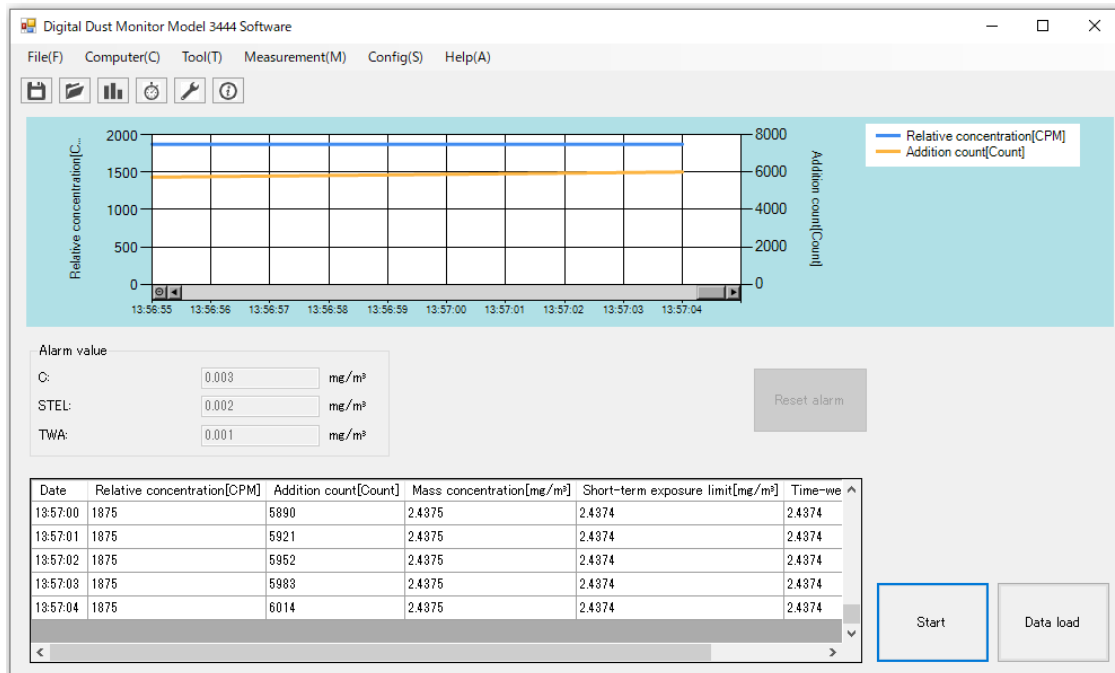 Digital Dust Monitor Model 3444 Software
File(F) Computer(C) Tool(T) Measurement(M) Config(S) Help(A)
Relative concentration[C...
2000
1500
1000
500
0
8000
6000
4000
2000
0
Addition count[Count]
Relative concentration[CPM]
Addition count[Count]
13:56:55 13:56:56 13:56:57 13:56:58 13:56:59 13:57:00 13:57:01 13:57:02 13:57:03 13:57:04
Alarm value
C: 0.003 mg/m³
STEL: 0.002 mg/m³
TWA: 0.001 mg/m³
Reset alarm
Date Relative concentration[CPM] Addition count[Count] Mass concentration[mg/m³] Short-term exposure limit[mg/m³] Time-we
13:57:00 1875 5890 2.4375 2.4374 2.4374
13:57:01 1875 5921 2.4375 2.4374 2.4374
13:57:02 1875 5952 2.4375 2.4374 2.4374
13:57:03 1875 5983 2.4375 2.4374 2.4374
13:57:04 1875 6014 2.4375 2.4374 2.4374
Start
Data load